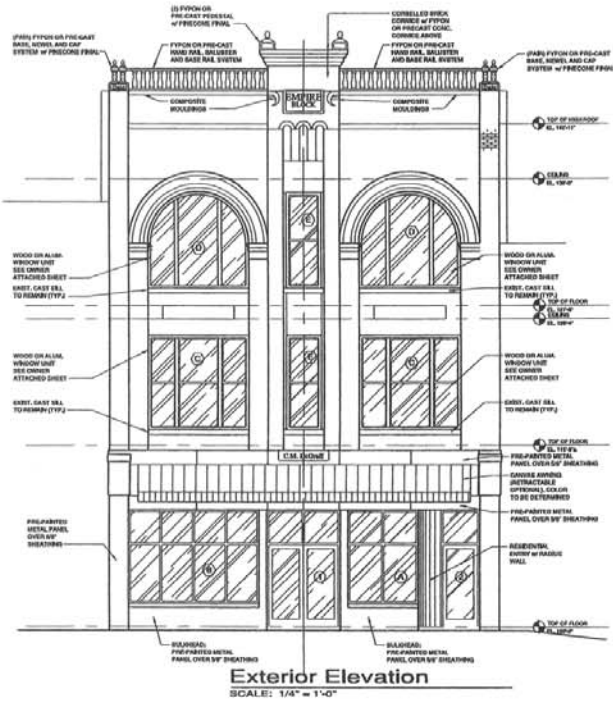 (2) FYPON OR
PRE-CAST PEDESTAL
w/ PINECONE FINIAL
CORBELLED BRICK
CORNICE w/ FYPON
OR PRECAST CONC.
CORNICE ABOVE
(PAIR) FYPON OR PRE-CAST
BASE, NEWEL AND CAP
SYSTEM w/ PINECONE FINIAL
FYPON OR PRE-CAST
HAND RAIL, BALUSTER
AND BASE RAIL SYSTEM
FYPON OR PRE-CAST
HAND RAIL, BALUSTER
AND BASE RAIL SYSTEM
(PAIR) FYPON OR PRE-CAST
BASE, NEWEL AND CAP
SYSTEM w/ PINECONE FINIAL
COMPOSITE
MOULDINGS
EMPIRE
BLOCK
COMPOSITE
MOULDINGS
TOP OF HIGH ROOF
CEILING
E
D
D
WOOD OR ALUM.
WINDOW UNIT
SEE OWNER
ATTACHED SHEET
WOOD OR ALUM.
WINDOW UNIT
SEE OWNER
ATTACHED SHEET
EXIST. CAST SILL
TO REMAIN (TYP.)
EXIST. CAST SILL
TO REMAIN (TYP.)
TOP OF FLOOR
CEILING
WOOD OR ALUM.
WINDOW UNIT
SEE OWNER
ATTACHED SHEET
C
C
WOOD OR ALUM.
WINDOW UNIT
SEE OWNER
ATTACHED SHEET
EXIST. CAST SILL
TO REMAIN (TYP.)
EXIST. CAST SILL
TO REMAIN (TYP.)
TOP OF FLOOR
C.M.
PRE-PAINTED METAL
PANEL OVER 5/8" SHEATHING
CANVAS AWNING
(RETRACTABLE
OPTIONAL), COLOR
TO BE DETERMINED
PRE-PAINTED METAL
PANEL OVER 5/8" SHEATHING
PRE-PAINTED
METAL PANEL
OVER 5/8"
SHEATHING
RESIDENTIAL
ENTRY w/ RADIUS
WALL
B
1
A
2
TOP OF FLOOR
BULKHEAD:
PRE-PAINTED METAL
PANEL OVER 5/8" SHEATHING
BULKHEAD:
PRE-PAINTED METAL
PANEL OVER 5/8" SHEATHING
Exterior Elevation
SCALE: 1/4" = 1'-0"